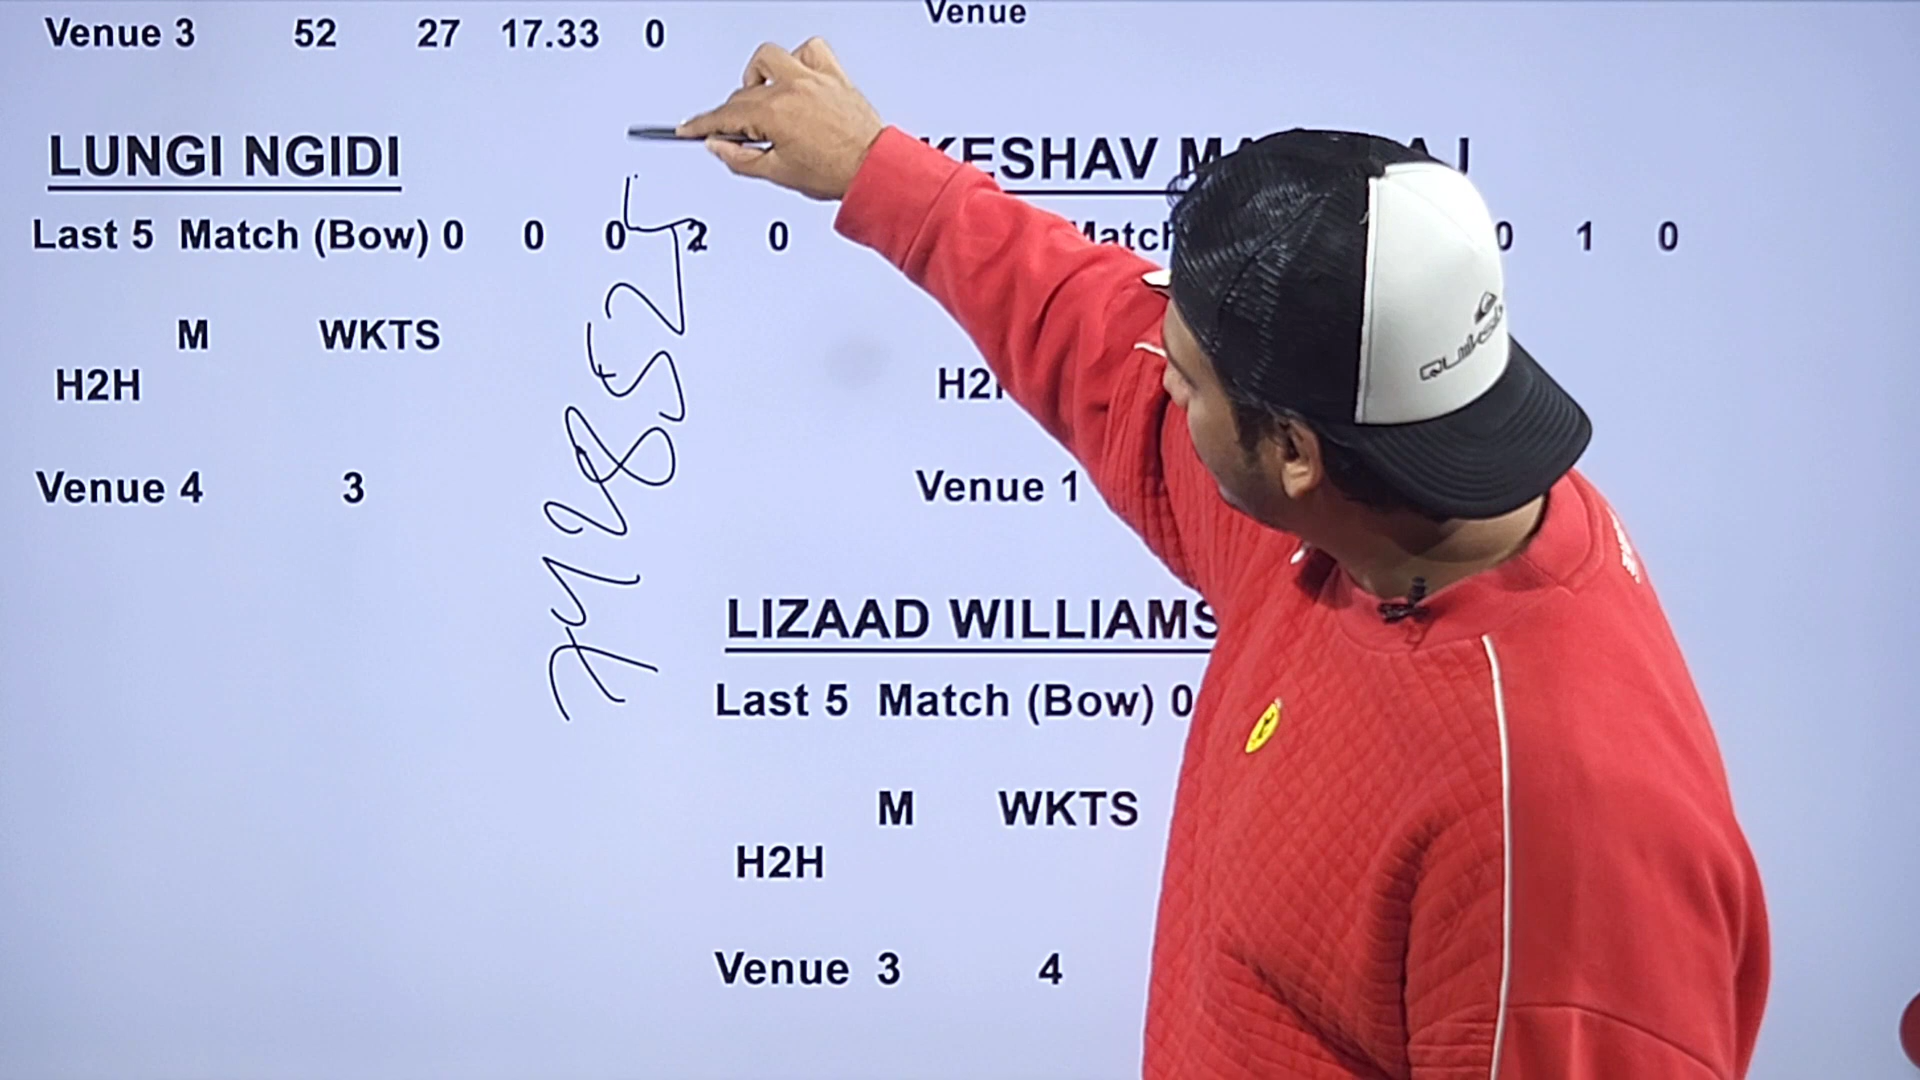 Venue 3 52 27 17.33 0
Venue
LUNGI NGIDI
Last 5 Match (Bow) 0 0 0 2 0
M WKTS
H2H
Venue 4 3
KESHAV
0 1 0
Venue 1
LIZAAD WILLIAMS
Last 5 Match (Bow) 0
M WKTS
H2H
Venue 3 4